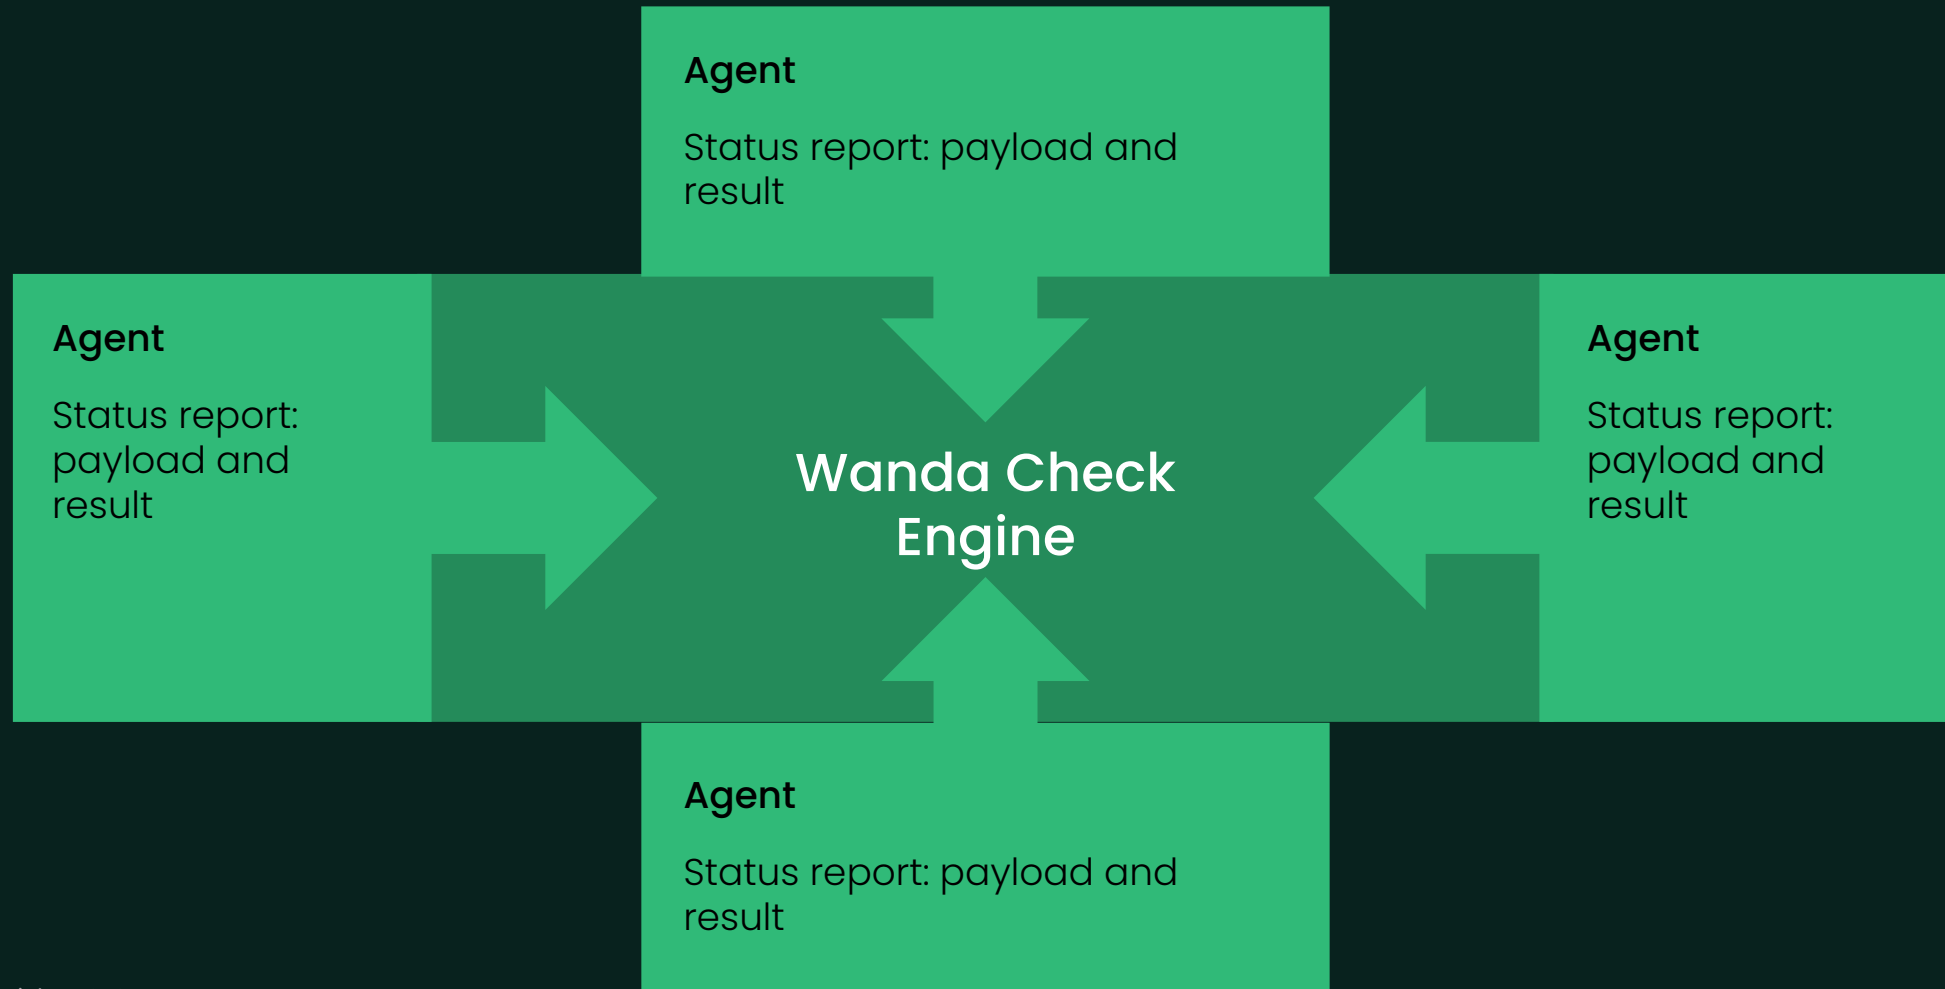 Agent
Status report: payload and
result
Agent
Status report:
payload and
result
Wanda Check
Engine
Agent
Status report:
payload and
result
Agent
Status report: payload and
result